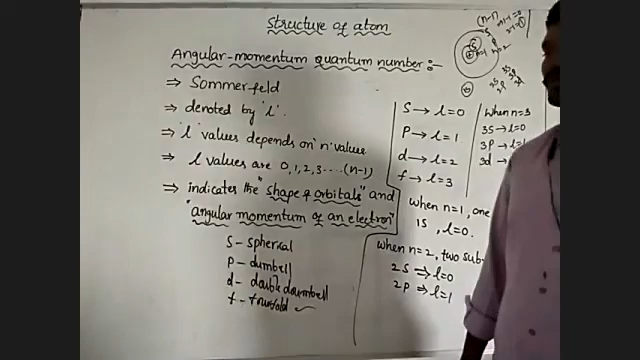 Structure of atom
Angular-momentum quantum number :-
⇒ Sommerfeld
⇒ denoted by 'l'.
⇒ 'l' values depends on 'n' values
⇒ l values are 0,1,2,3.....(n-1)
⇒ indicates the "shape of orbitals" and
"angular momentum of an electron"
S - spherical
P - dumbell
d - double dumbell
f - fourfold
S → l=0
P → l=1
d → l=2
f → l=3
when n=1, one
1S, l=0.
when n=2, two sub-
2S ⇒ l=0
2P ⇒ l=1
(n-1)
when n=3
3S → l=0
3P → l=1
3d →